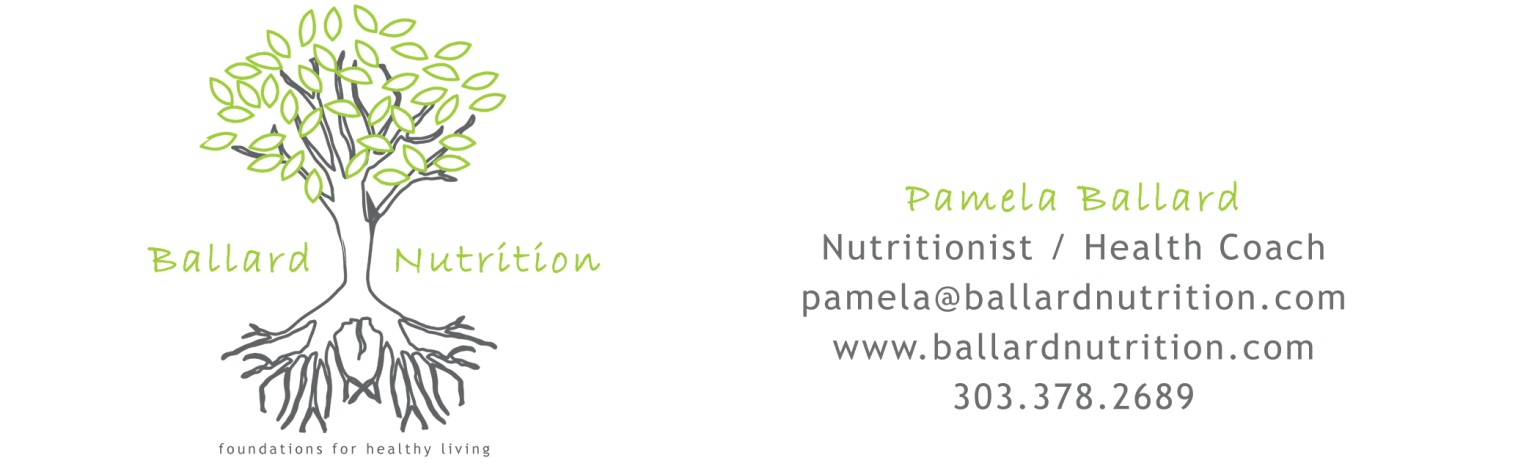 Ballard Nutrition
foundations for healthy living
Pamela Ballard
Nutritionist / Health Coach
pamela@ballardnutrition.com
www.ballardnutrition.com
303.378.2689